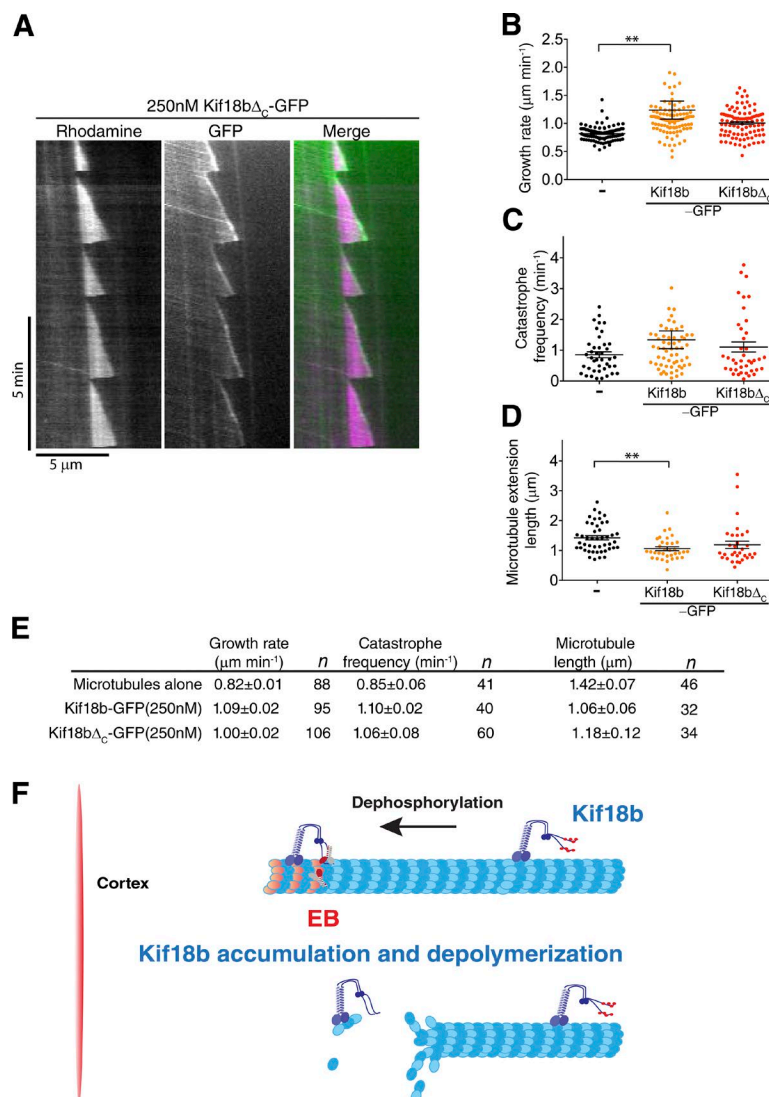 A
250nM Kif18bΔC-GFP
Rhodamine GFP Merge
5 min
5 μm
B
Growth rate (μm min-1)
2.5
2.0
1.5
1.0
0.5
0.0
**
– Kif18b Kif18bΔC
–GFP
C
Catastrophe
frequency (min-1)
4
3
2
1
0
– Kif18b Kif18bΔC
–GFP
D
Microtubule extension
length (μm)
4
3
2
1
0
**
– Kif18b Kif18bΔC
–GFP
E
Growth rate Catastrophe Microtubule
(μm min-1) n frequency (min-1) n length (μm) n
Microtubules alone 0.82±0.01 88 0.85±0.06 41 1.42±0.07 46
Kif18b-GFP(250nM) 1.09±0.02 95 1.10±0.02 40 1.06±0.06 32
Kif18bΔC-GFP(250nM) 1.00±0.02 106 1.06±0.08 60 1.18±0.12 34
F
Dephosphorylation
Kif18b
Cortex
EB
Kif18b accumulation and depolymerization